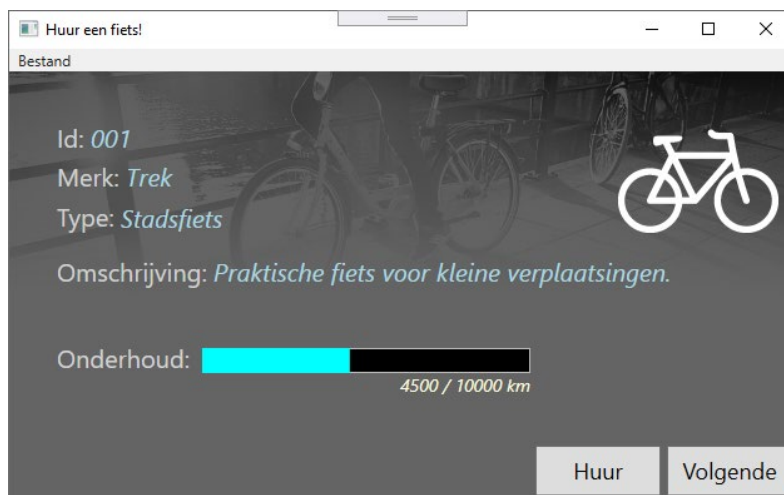 Huur een fiets!
Bestand
Id: 001
Merk: Trek
Type: Stadsfiets
Omschrijving: Praktische fiets voor kleine verplaatsingen.
Onderhoud:
4500 / 10000 km
Huur Volgende